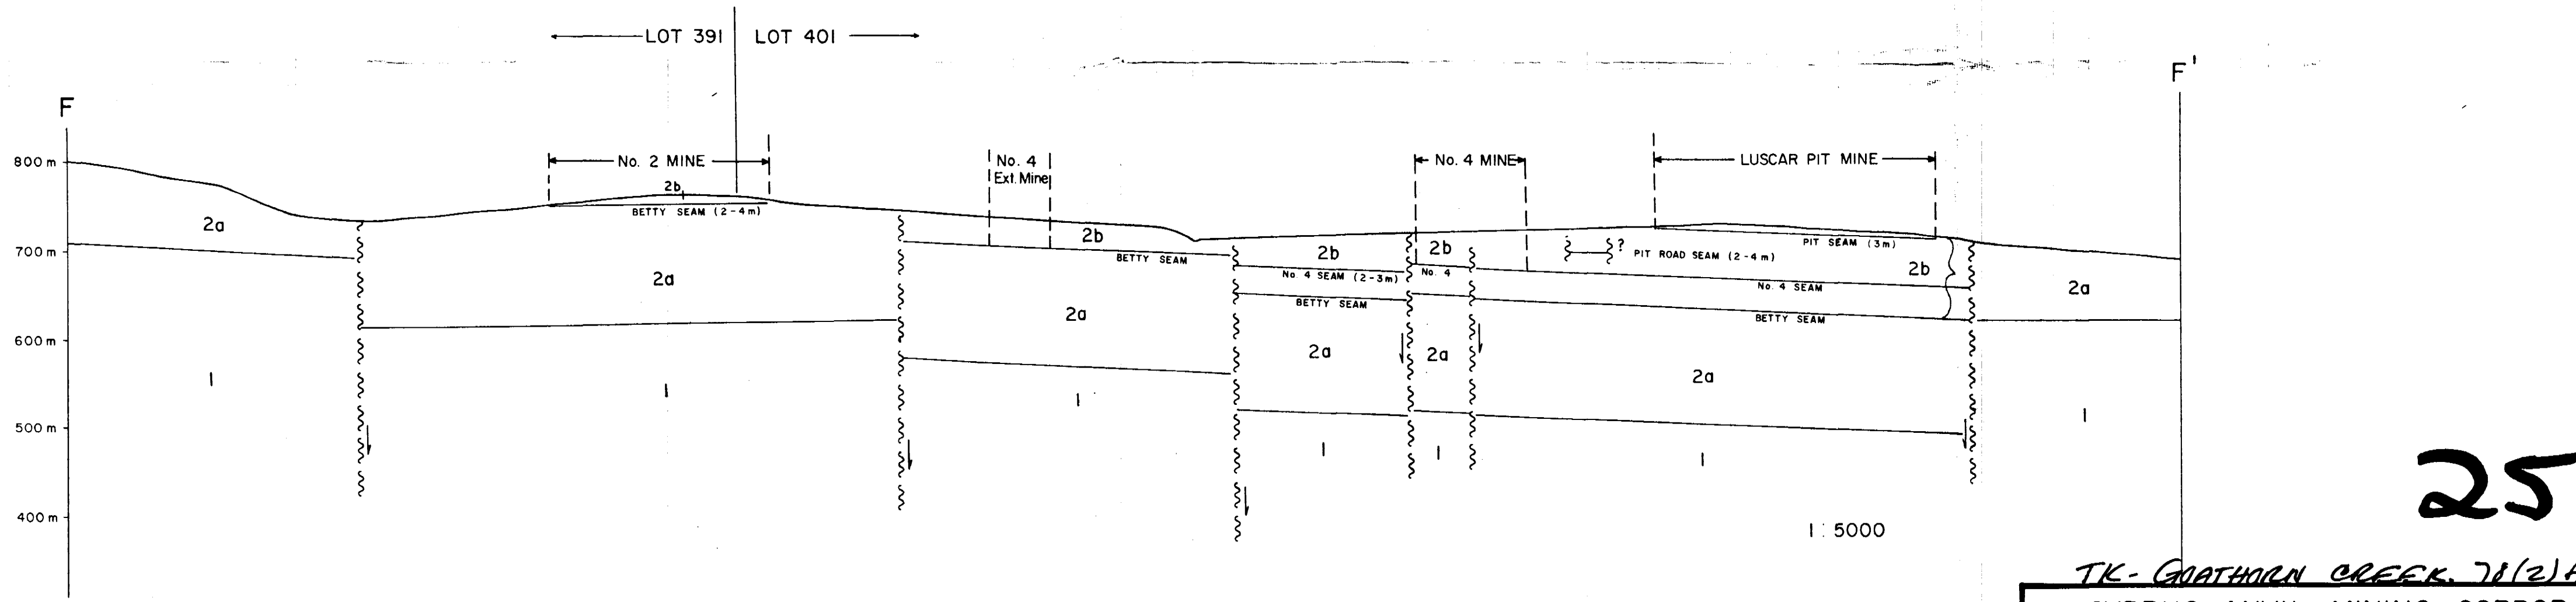 LOT 391 LOT 401
F
F'
800 m
700 m
600 m
500 m
400 m
No. 2 MINE
No. 4
Ext. Mine
No. 4 MINE
LUSCAR PIT MINE
2b
BETTY SEAM (2-4m)
2a
2a
2b
BETTY SEAM
2b
2b
No. 4 SEAM (2-3m)
No. 4
?
PIT SEAM (3m)
PIT ROAD SEAM (2-4m)
2b
No. 4 SEAM
BETTY SEAM
BETTY SEAM
2a
2a
2a
2a
2a
1
1
1
1
1
1
1
1 : 5000
25
TK - GOATHORN CREEK. 78(2)A